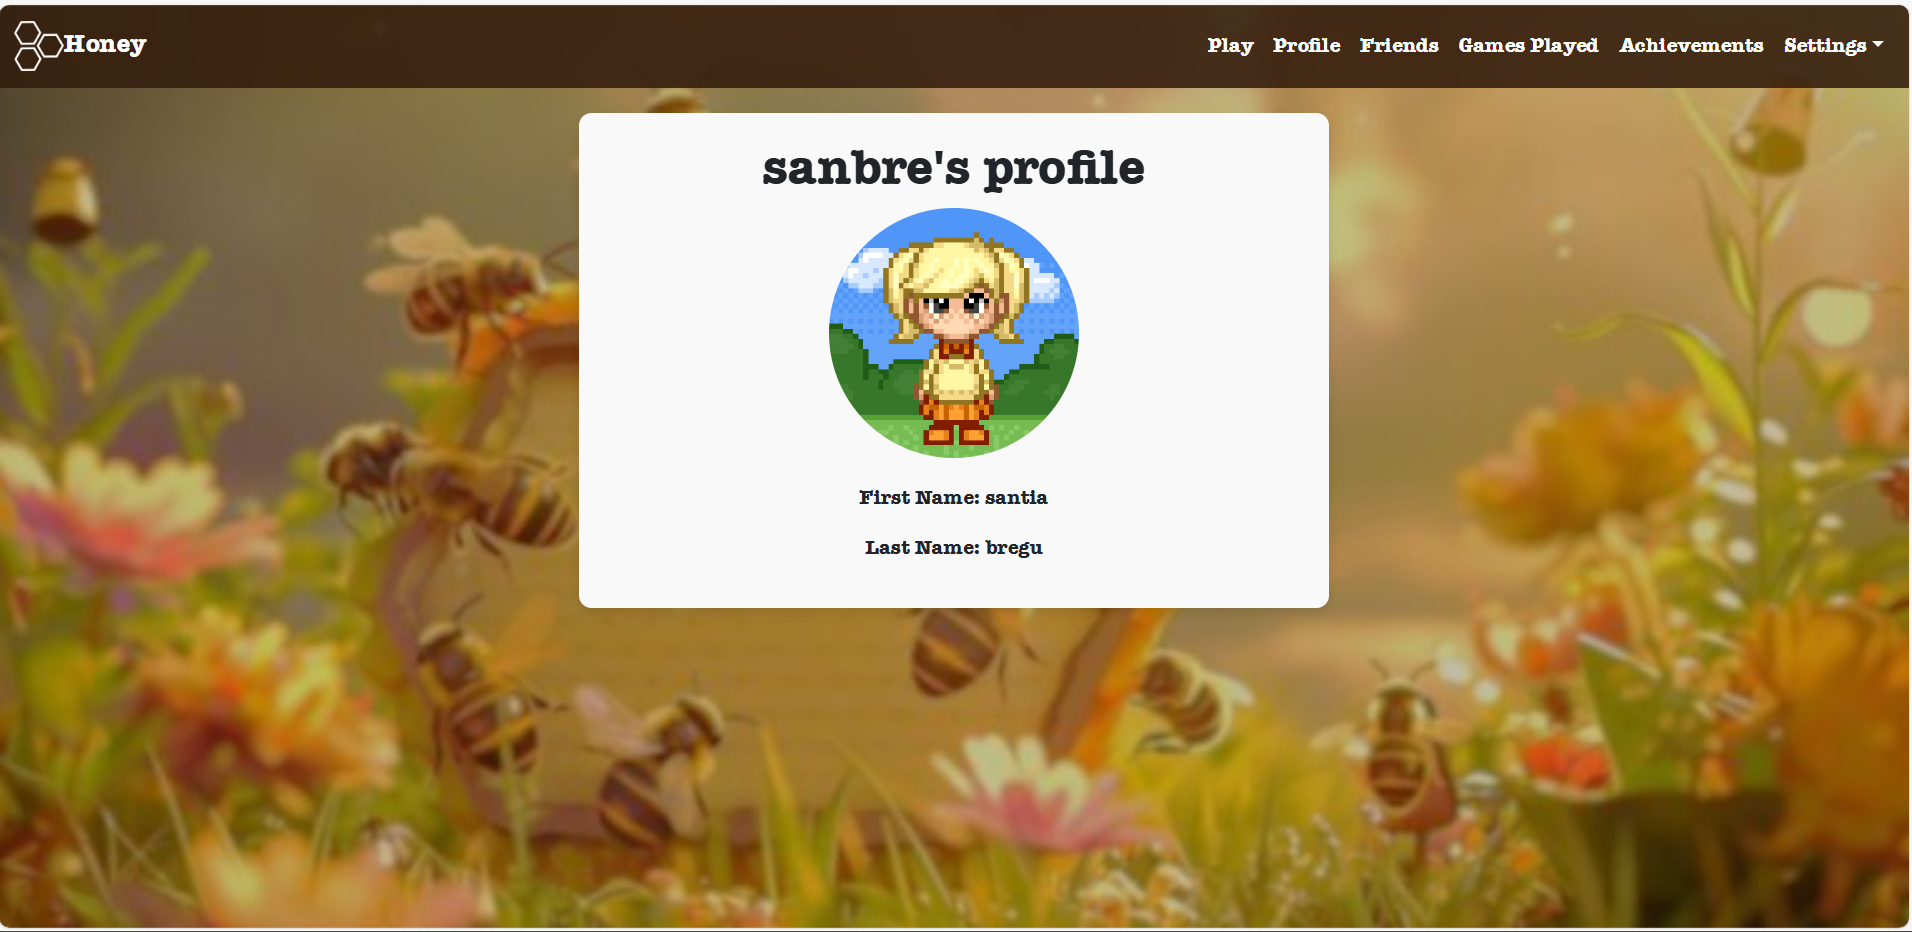 Honey
Play Profile Friends Games Played Achievements Settings
sanbre's profile
First Name: santia
Last Name: bregu